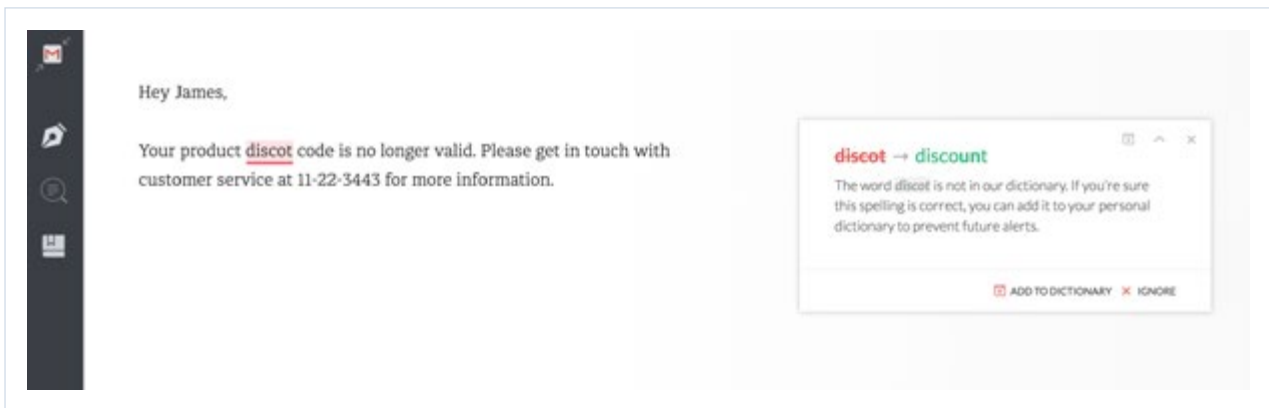 Hey James,
Your product discot code is no longer valid. Please get in touch with
customer service at 11-22-3443 for more information.
discot → discount
The word discot is not in our dictionary. If you're sure
this spelling is correct, you can add it to your personal
dictionary to prevent future alerts.
ADD TO DICTIONARY × IGNORE